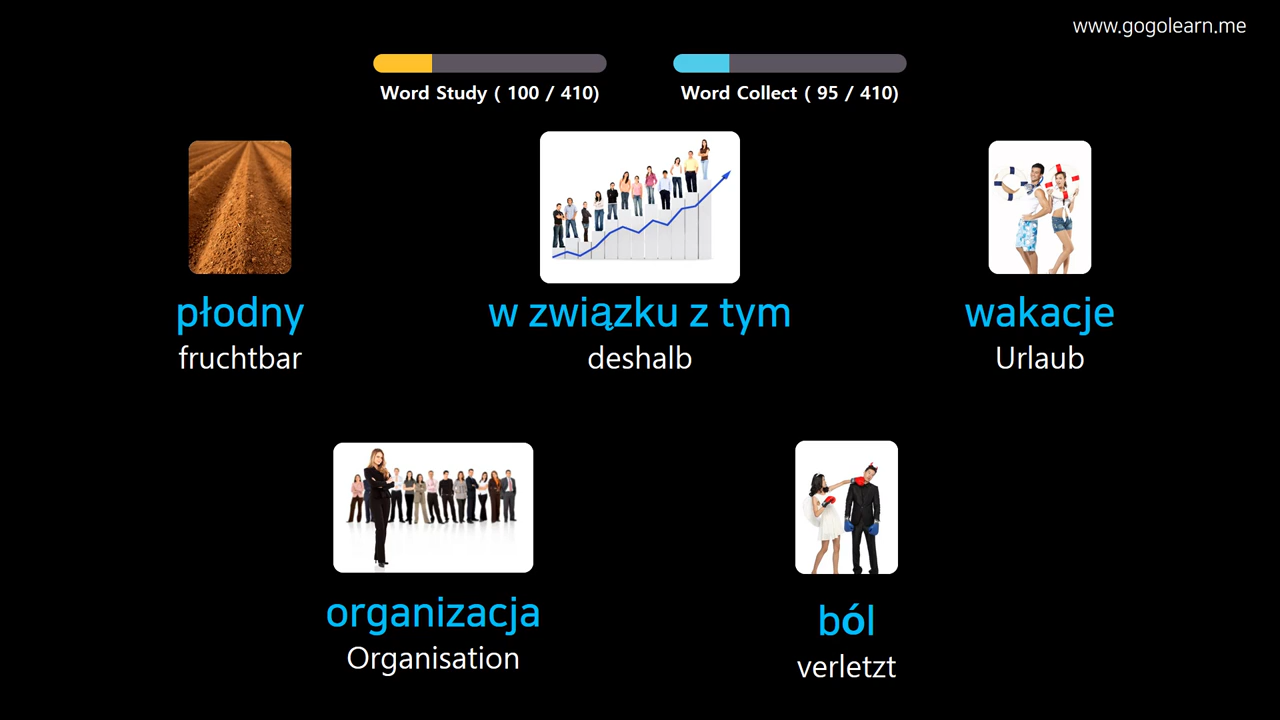 www.gogolearn.me
Word Study ( 100 / 410)
Word Collect ( 95 / 410)
płodny
fruchtbar
w związku z tym
deshalb
wakacje
Urlaub
organizacja
Organisation
ból
verletzt